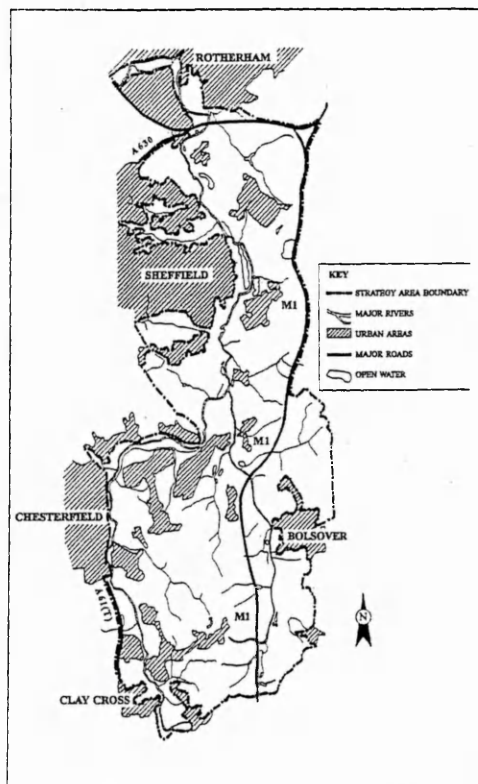 ROTHERHAM
A630
SHEFFIELD
M1
KEY
STRATEGY AREA BOUNDARY
MAJOR RIVERS
URBAN AREAS
MAJOR ROADS
OPEN WATER
M1
CHESTERFIELD
BOLSOVER
M1
N
CLAY CROSS